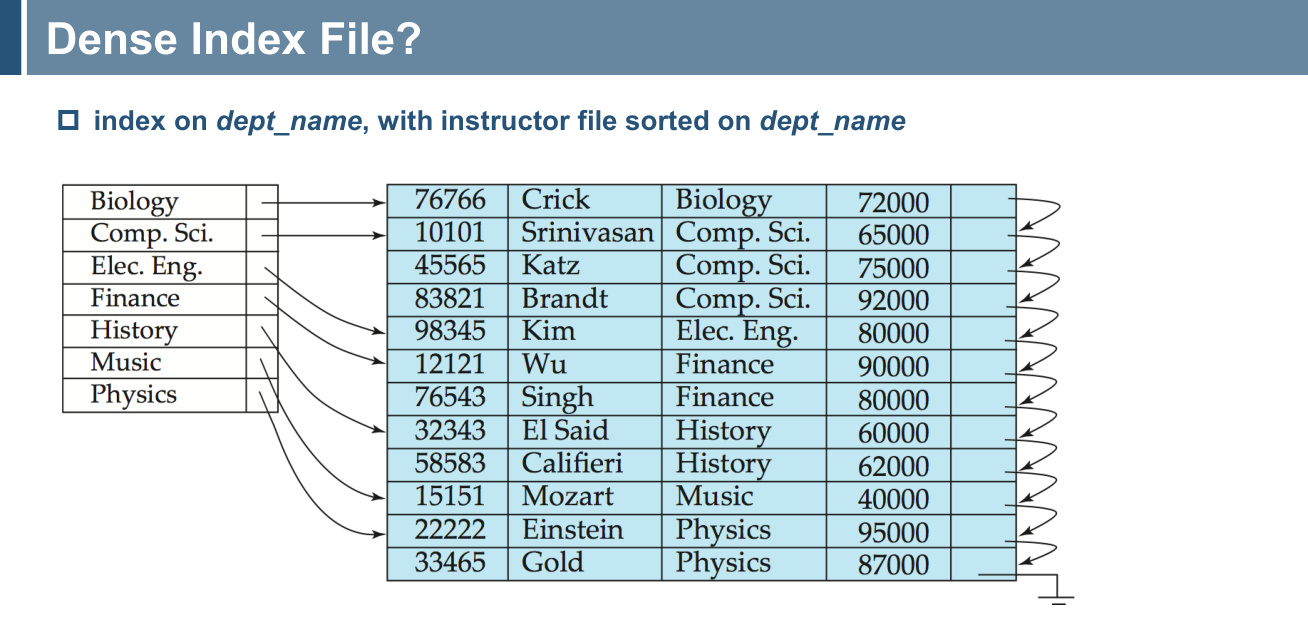 Dense Index File?
index on dept_name, with instructor file sorted on dept_name
Biology
Comp. Sci.
Elec. Eng.
Finance
History
Music
Physics
76766 Crick Biology 72000
10101 Srinivasan Comp. Sci. 65000
45565 Katz Comp. Sci. 75000
83821 Brandt Comp. Sci. 92000
98345 Kim Elec. Eng. 80000
12121 Wu Finance 90000
76543 Singh Finance 80000
32343 El Said History 60000
58583 Califieri History 62000
15151 Mozart Music 40000
22222 Einstein Physics 95000
33465 Gold Physics 87000